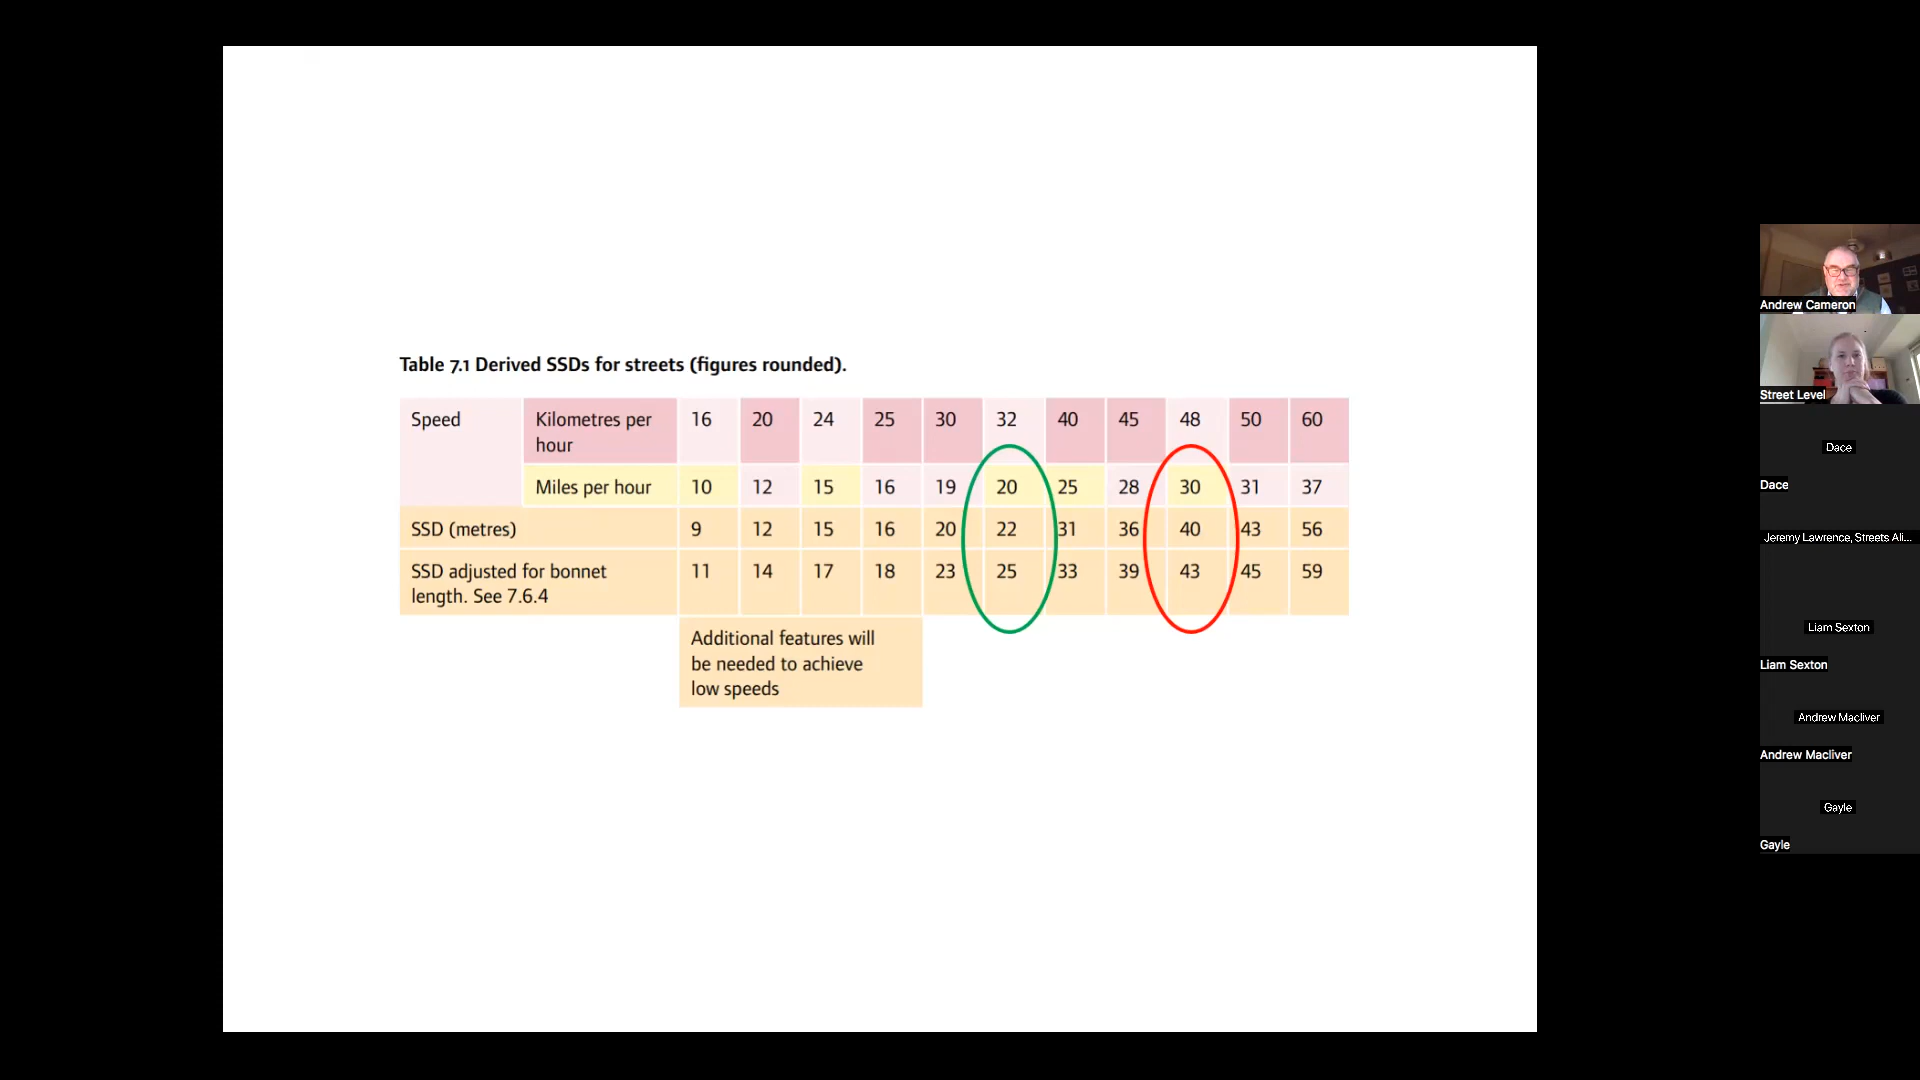 Table 7.1 Derived SSDs for streets (figures rounded).
Speed Kilometres per hour 16 20 24 25 30 32 40 45 48 50 60
Miles per hour 10 12 15 16 19 20 25 28 30 31 37
SSD (metres) 9 12 15 16 20 22 31 36 40 43 56
SSD adjusted for bonnet length. See 7.6.4 11 14 17 18 23 25 33 39 43 45 59
Additional features will
be needed to achieve
low speeds
Andrew Cameron
Street Level
Dace
Dace
Jeremy Lawrence, Streets Ali...
Liam Sexton
Liam Sexton
Andrew Macliver
Andrew Macliver
Gayle
Gayle